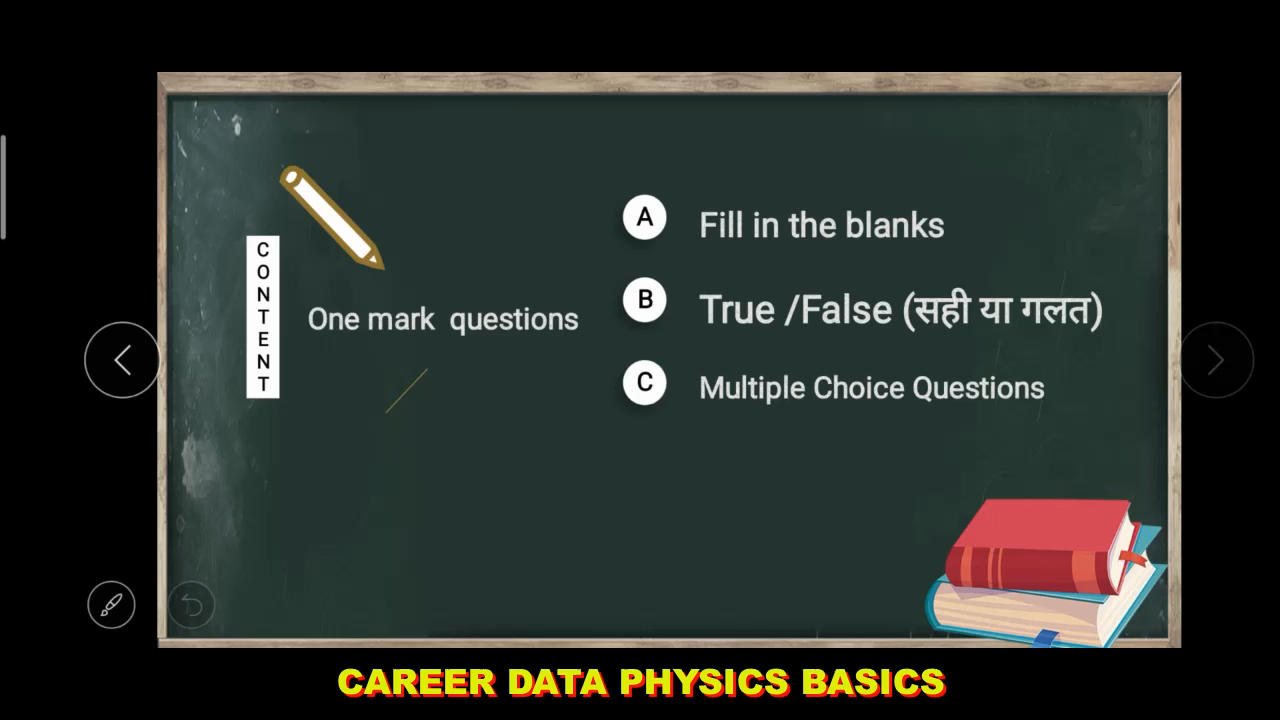 CONTENT
One mark questions
A Fill in the blanks
B True /False (सही या गलत)
C Multiple Choice Questions
CAREER DATA PHYSICS BASICS